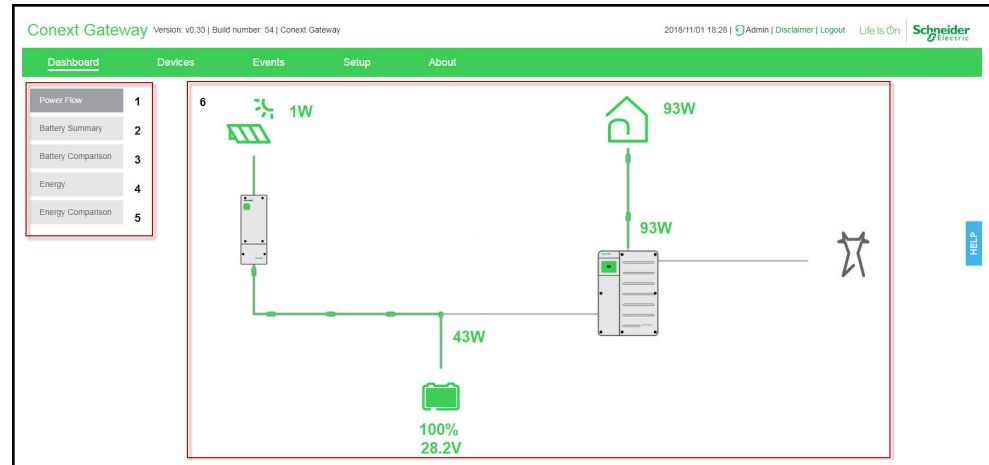 Conext Gateway Version: v0.33 | Build number: 54 | Conext Gateway
2018/11/01 18:28 | Admin | Disclaimer | Logout
Life Is On
Schneider
Electric
Dashboard Devices Events Setup About
Power Flow 1
Battery Summary 2
Battery Comparison 3
Energy 4
Energy Comparison 5
6
1W
93W
93W
43W
100%
28.2V
HELP